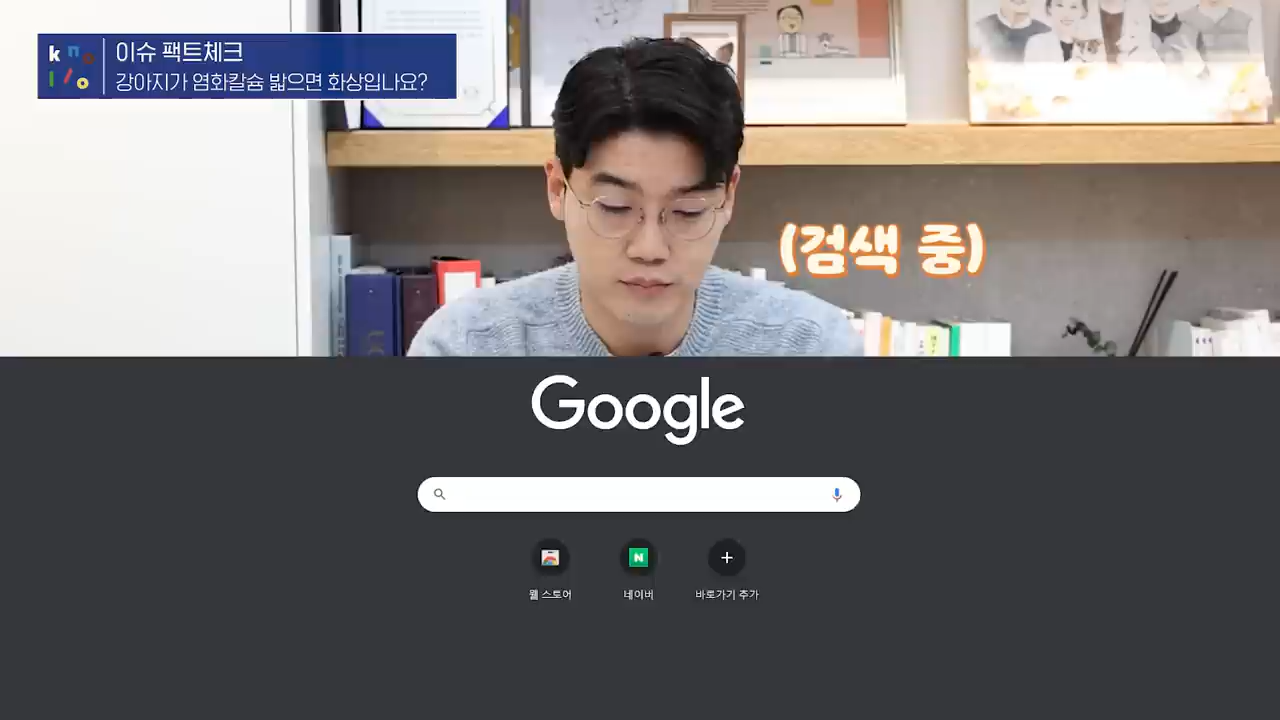 knollo
이슈 팩트체크
강아지가 염화칼슘 밟으면 화상입나요?
(검색 중)
Google
웹 스토어
네이버
바로가기 추가